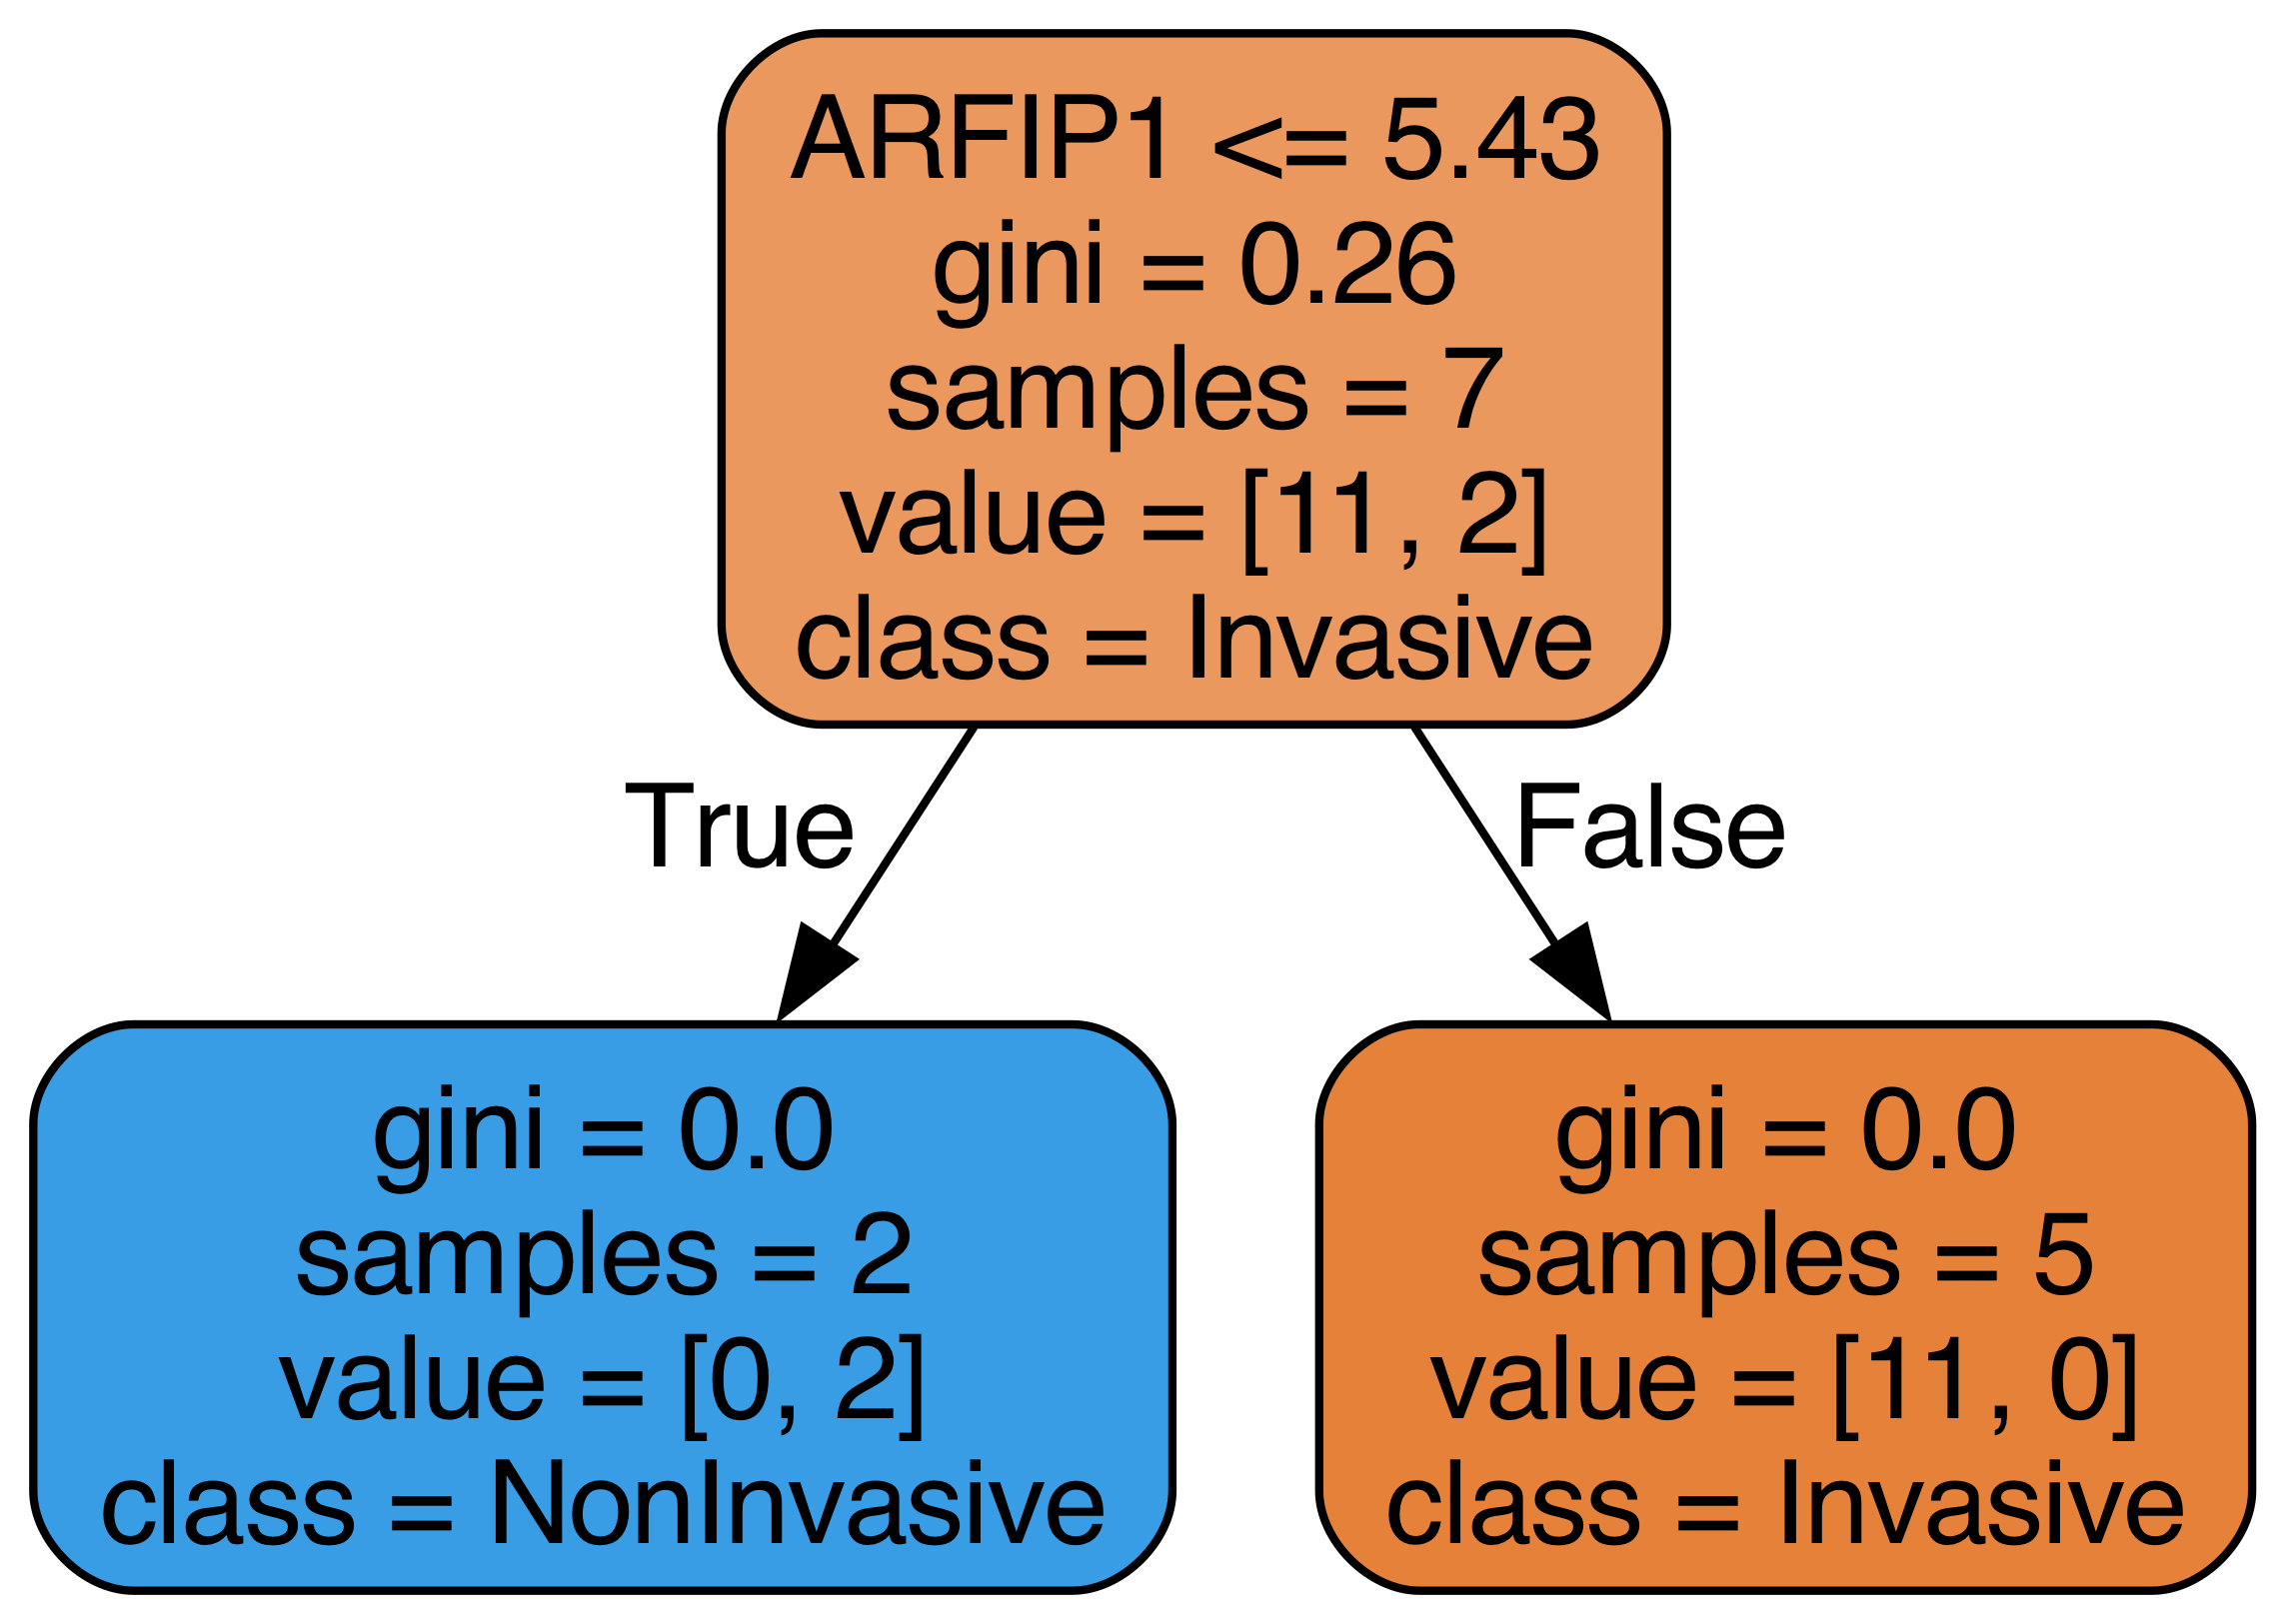 ARFIP1 <= 5.43
gini = 0.26
samples = 7
value = [11, 2]
class = Invasive
True
False
gini = 0.0
samples = 2
value = [0, 2]
class = NonInvasive
gini = 0.0
samples = 5
value = [11, 0]
class = Invasive